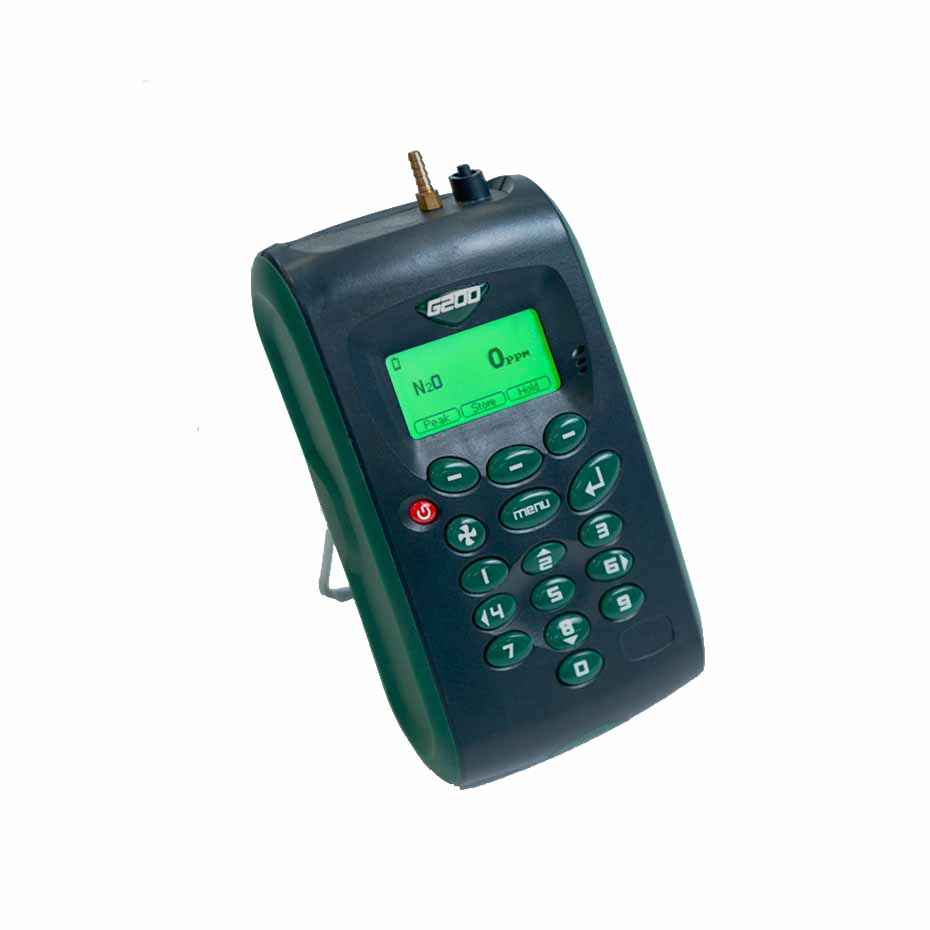 G200
N₂O 0ppm
Peak Store Hold
menu
1 2 3
4 5 6
7 8 9
0